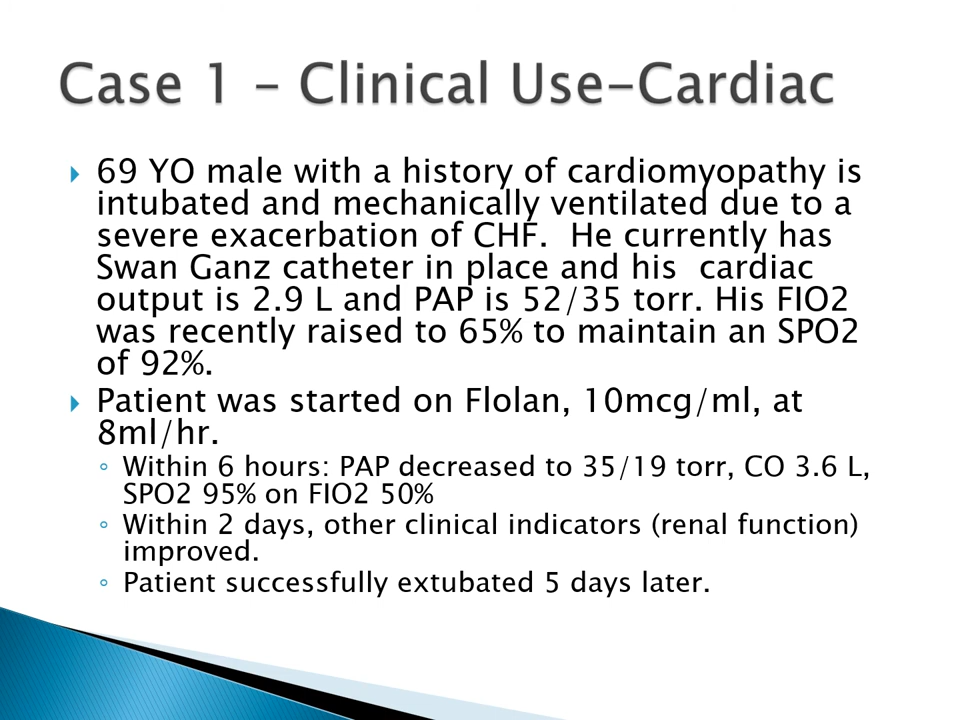 Case 1 – Clinical Use-Cardiac
69 YO male with a history of cardiomyopathy is
intubated and mechanically ventilated due to a
severe exacerbation of CHF.  He currently has
Swan Ganz catheter in place and his  cardiac
output is 2.9 L and PAP is 52/35 torr. His FIO2
was recently raised to 65% to maintain an SPO2
of 92%.
Patient was started on Flolan, 10mcg/ml, at
8ml/hr.
Within 6 hours: PAP decreased to 35/19 torr, CO 3.6 L,
SPO2 95% on FIO2 50%
Within 2 days, other clinical indicators (renal function)
improved.
Patient successfully extubated 5 days later.